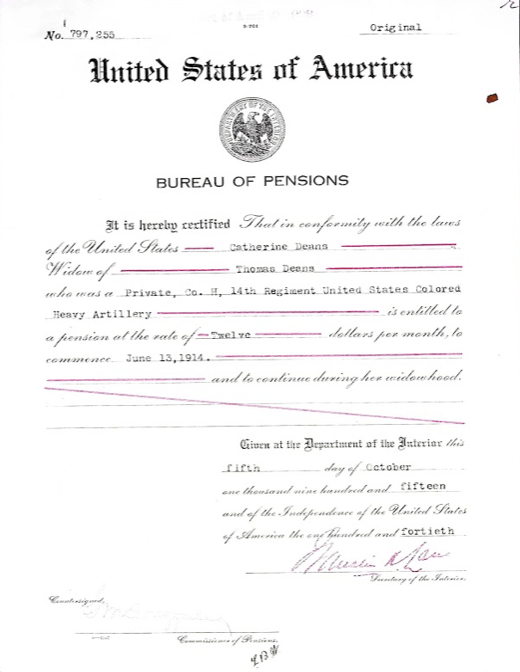 No. 797,255
3-701
Original
United States of America
BUREAU OF PENSIONS
It is hereby certified That in conformity with the laws
of the United States Catherine Deans
Widow of Thomas Deans
who was a Private, Co. H, 14th Regiment United States Colored
Heavy Artillery is entitled to
a pension at the rate of Twelve dollars per month, to
commence June 13, 1914.
and to continue during her widowhood.
Given at the Department of the Interior this
fifth day of October
one thousand nine hundred and fifteen
and of the Independence of the United States
of America the one hundred and fortieth
Secretary of the Interior.
Countersigned,
Commissioner of Pensions.